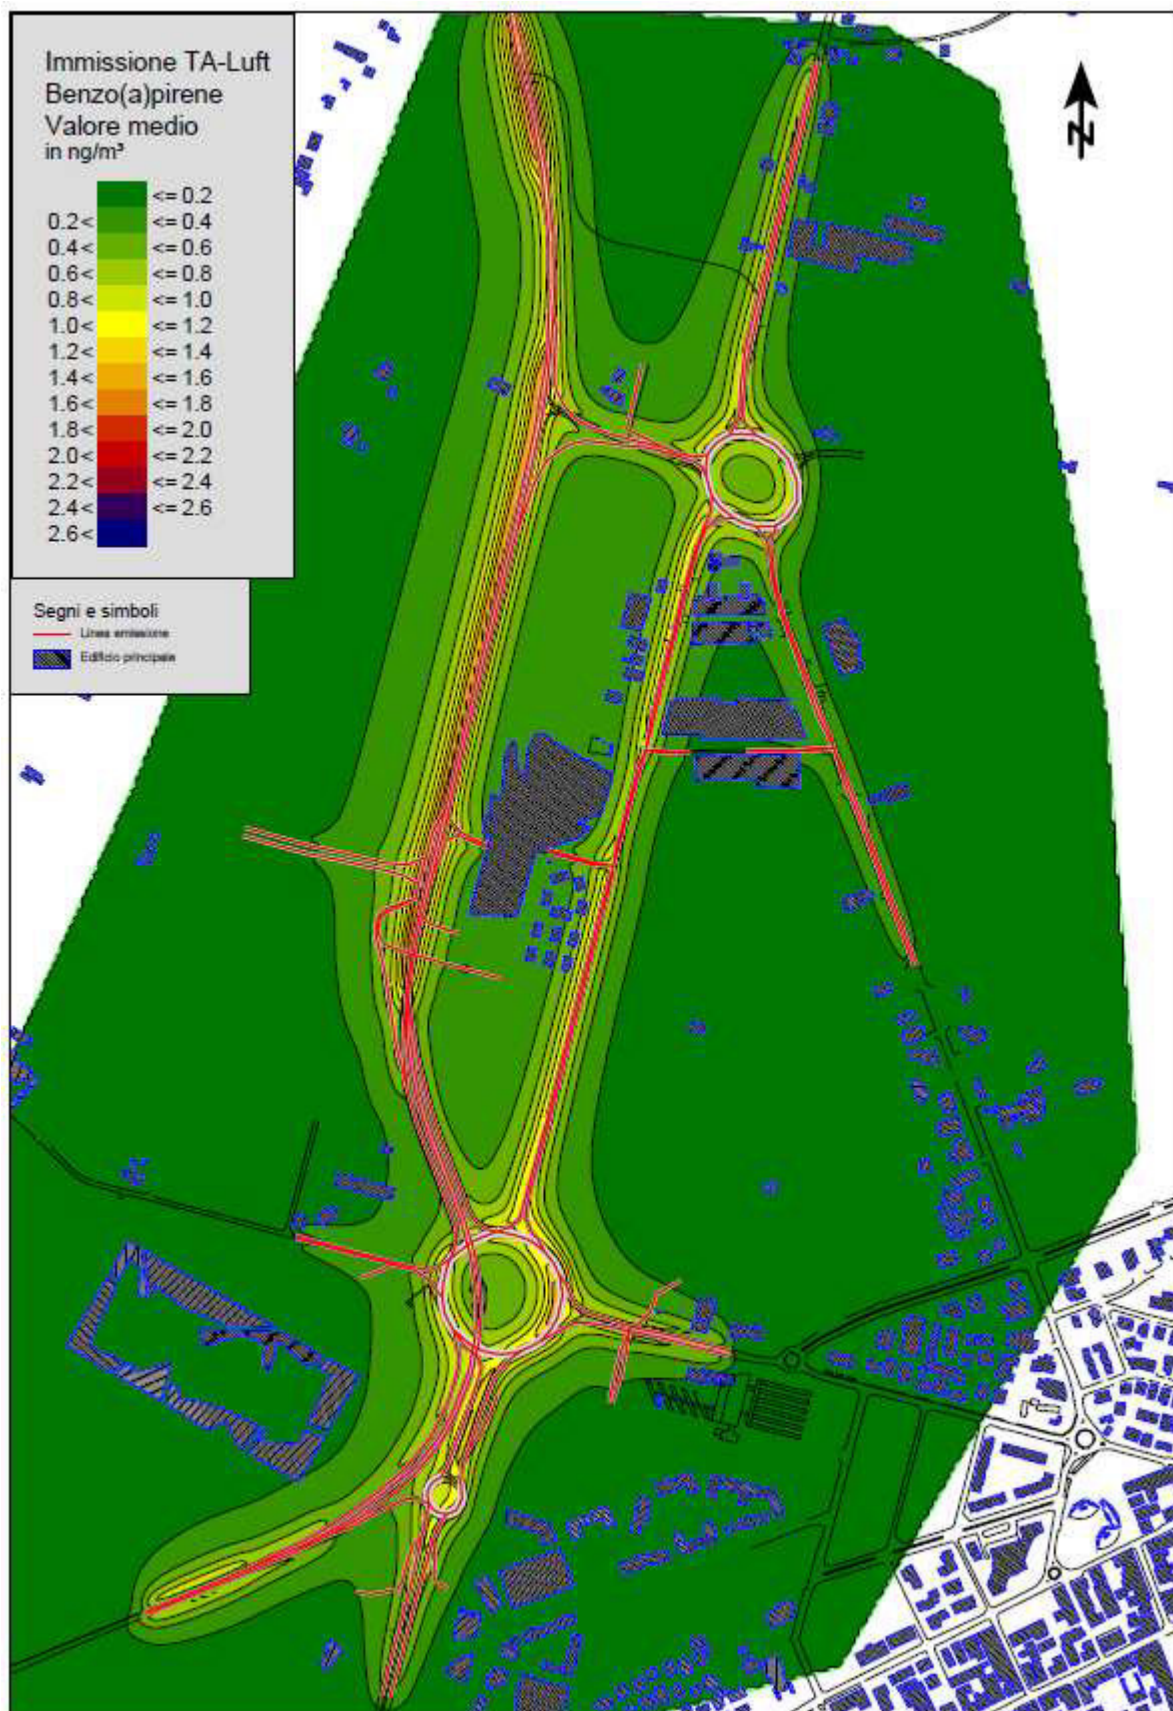 Immissione TA-Luft
Benzo(a)pirene
Valore medio
in ng/m³
<= 0.2
0.2< <= 0.4
0.4< <= 0.6
0.6< <= 0.8
0.8< <= 1.0
1.0< <= 1.2
1.2< <= 1.4
1.4< <= 1.6
1.6< <= 1.8
1.8< <= 2.0
2.0< <= 2.2
2.2< <= 2.4
2.4< <= 2.6
2.6<
Segni e simboli
Linea emissione
Edificio principale
N